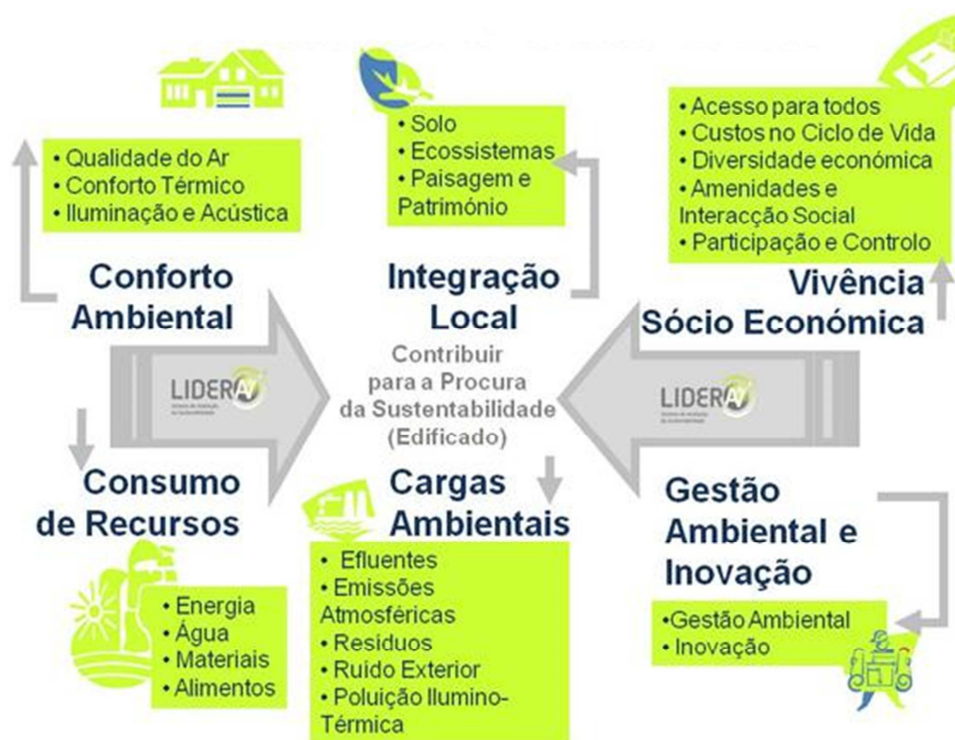 • Qualidade do Ar
• Conforto Térmico
• Iluminação e Acústica
Conforto
Ambiental
• Solo
• Ecossistemas
• Paisagem e
Património
Integração
Local
• Acesso para todos
• Custos no Ciclo de Vida
• Diversidade económica
• Amenidades e
Interacção Social
• Participação e Controlo
Vivência
Sócio Económica
LIDERA
Contribuir
para a Procura
da Sustentabilidade
(Edificado)
LIDERA
Consumo
de Recursos
• Energia
• Água
• Materiais
• Alimentos
Cargas
Ambientais
• Efluentes
• Emissões
Atmosféricas
• Resíduos
• Ruído Exterior
• Poluição Ilumino-
Térmica
Gestão
Ambiental e
Inovação
•Gestão Ambiental
• Inovação